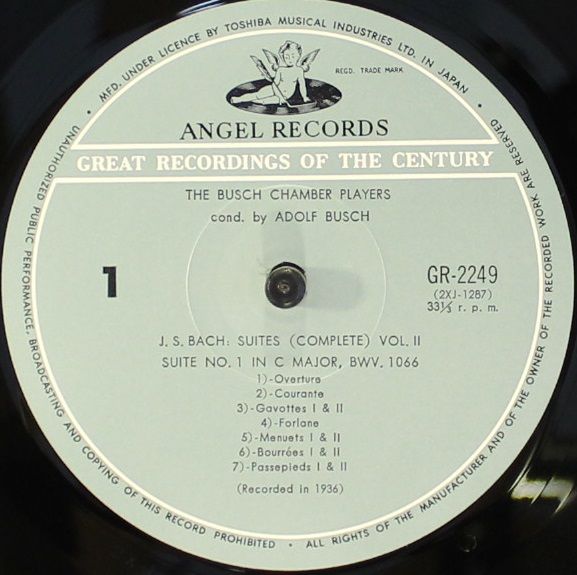 MFD. UNDER LICENCE BY TOSHIBA MUSICAL INDUSTRIES LTD. IN JAPAN •
REGD. TRADE MARK
ANGEL RECORDS
GREAT RECORDINGS OF THE CENTURY
THE BUSCH CHAMBER PLAYERS
cond. by ADOLF BUSCH
1
GR-2249
(2XJ-1287)
33⅓ r. p. m.
J. S. BACH: SUITES (COMPLETE) VOL. II
SUITE NO. 1 IN C MAJOR, BWV. 1066
1)-Overture
2)-Courante
3)-Gavottes I & II
4)-Forlane
5)-Menuets I & II
6)-Bourrées I & II
7)-Passepieds I & II
(Recorded in 1936)
• UNAUTHORIZED PUBLIC PERFORMANCE, BROADCASTING AND COPYING OF THIS RECORD PROHIBITED • ALL RIGHTS OF THE MANUFACTURER AND OF THE OWNER OF THE RECORDED WORK ARE RESERVED •